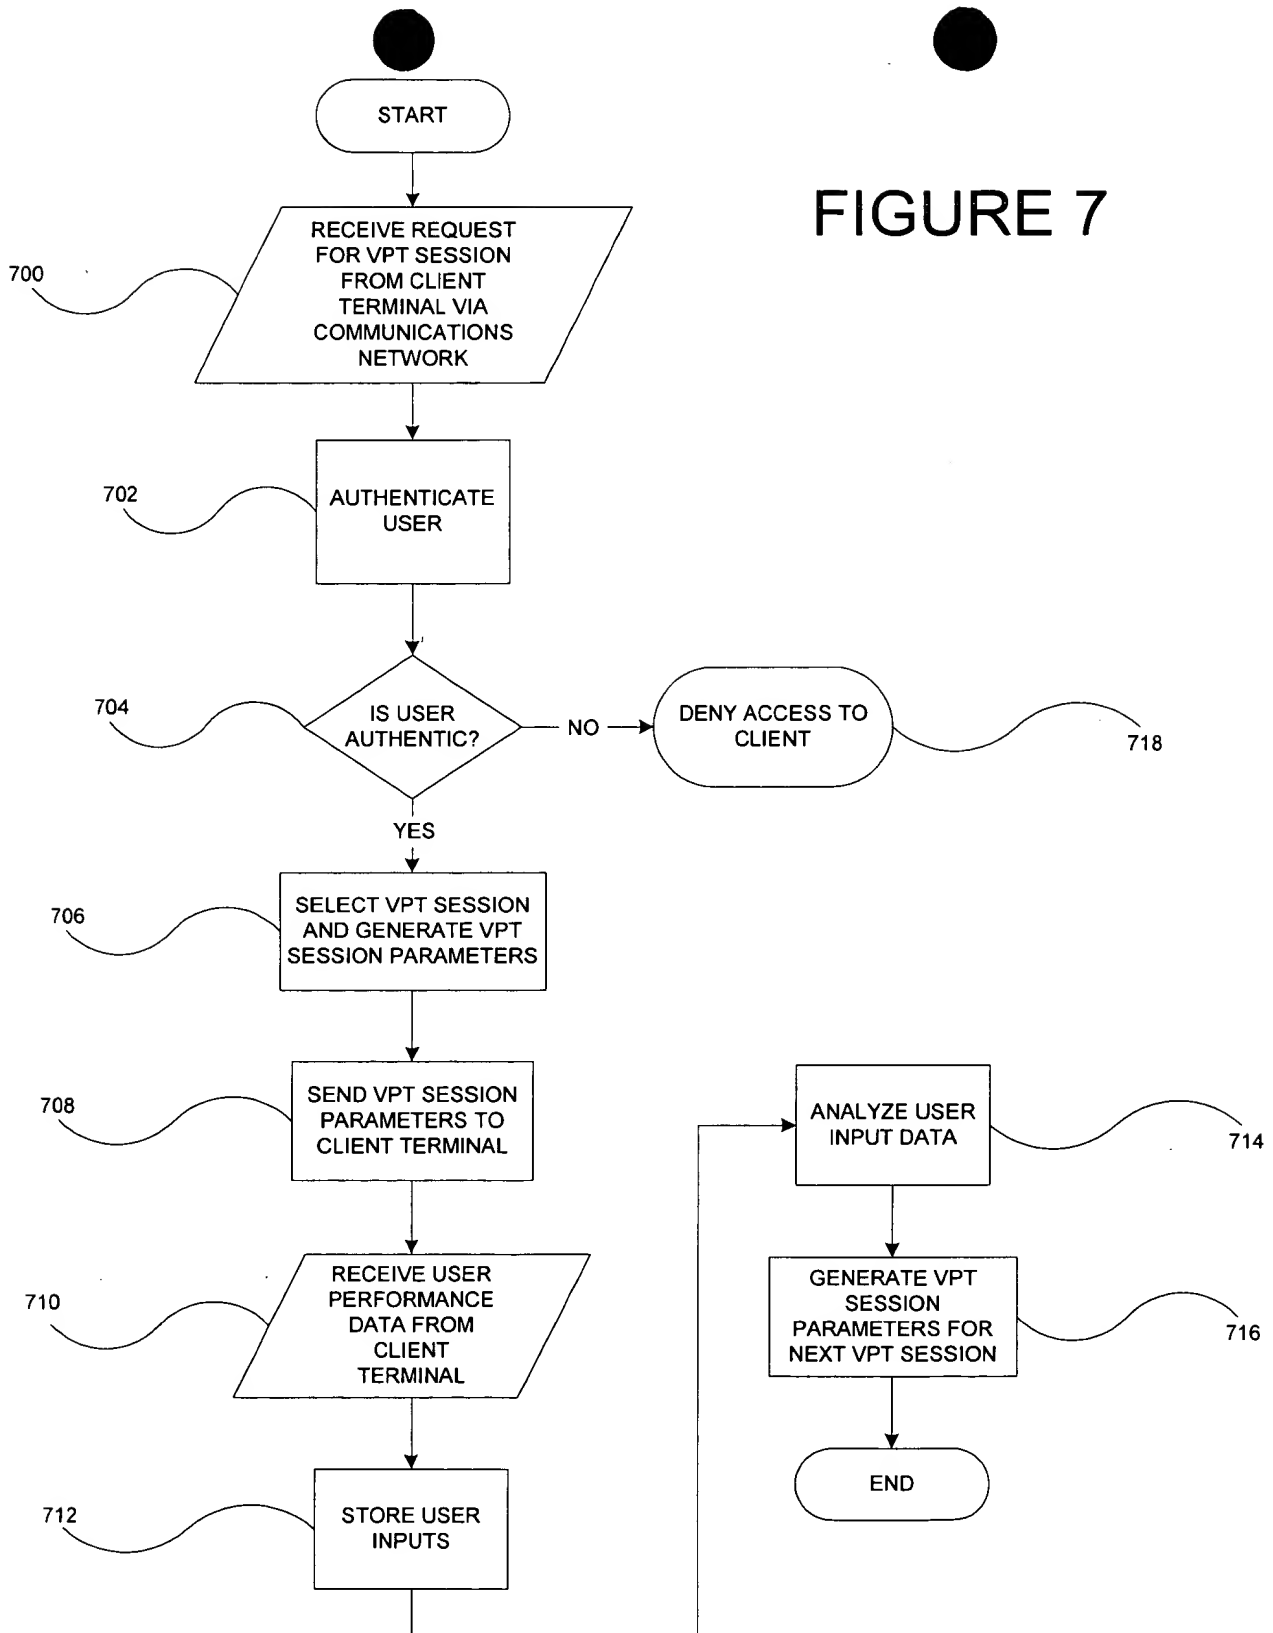 START
FIGURE 7
RECEIVE REQUEST
FOR VPT SESSION
FROM CLIENT
TERMINAL VIA
COMMUNICATIONS
NETWORK
700
AUTHENTICATE
USER
702
IS USER
AUTHENTIC?
704
NO
DENY ACCESS TO
CLIENT
718
YES
SELECT VPT SESSION
AND GENERATE VPT
SESSION PARAMETERS
706
SEND VPT SESSION
PARAMETERS TO
CLIENT TERMINAL
708
RECEIVE USER
PERFORMANCE
DATA FROM
CLIENT
TERMINAL
710
STORE USER
INPUTS
712
ANALYZE USER
INPUT DATA
714
GENERATE VPT
SESSION
PARAMETERS FOR
NEXT VPT SESSION
716
END